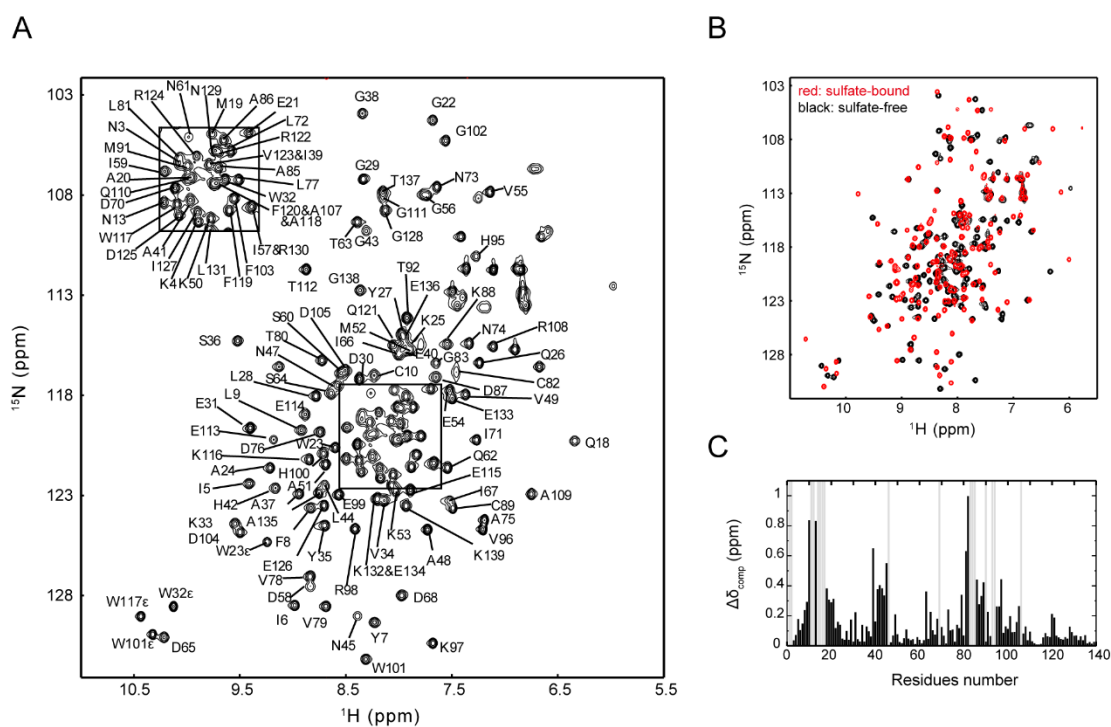 A
B
C
103
108
113
118
123
128
15N (ppm)
10.5
9.5
8.5
7.5
6.5
5.5
1H (ppm)
N61
R124
N129
M19
A86
E21
L81
L72
N3
R122
M91
V123&I39
I59
A85
A20
L77
Q110
W32
D70
F120&A107
&A118
N13
W117
I57&R130
D125
A41
F103
I127
L131
F119
K4
K50
G38
G22
G102
G29
T137
N73
G111
G56
V55
T63
G43
G128
H95
T112
G138
T92
Y27
E136
K88
S36
D105
Q121
K25
S60
M52
N74
R108
T80
I66
E40
G83
N47
D30
Q26
C10
C82
S64
D87
L28
V49
E31
L9
E114
E54
E133
E113
I71
Q18
D76
W23
K116
Q62
H100
E115
A24
A51
I5
E99
I67
A109
H42
A37
L44
C89
K53
A75
K33
A135
V34
K139
V96
D104
F8
A48
W23ε
E126
Y35
K132&E134
V78
R98
D58
D68
W32ε
W117ε
I6
V79
N45
Y7
W101ε
D65
K97
W101
red: sulfate-bound
black: sulfate-free
103
108
113
118
123
128
15N (ppm)
10
9
8
7
6
5
1H (ppm)
1
0.8
0.6
0.4
0.2
0
Δδcomp (ppm)
0
20
40
60
80
100
120
140
Residues number